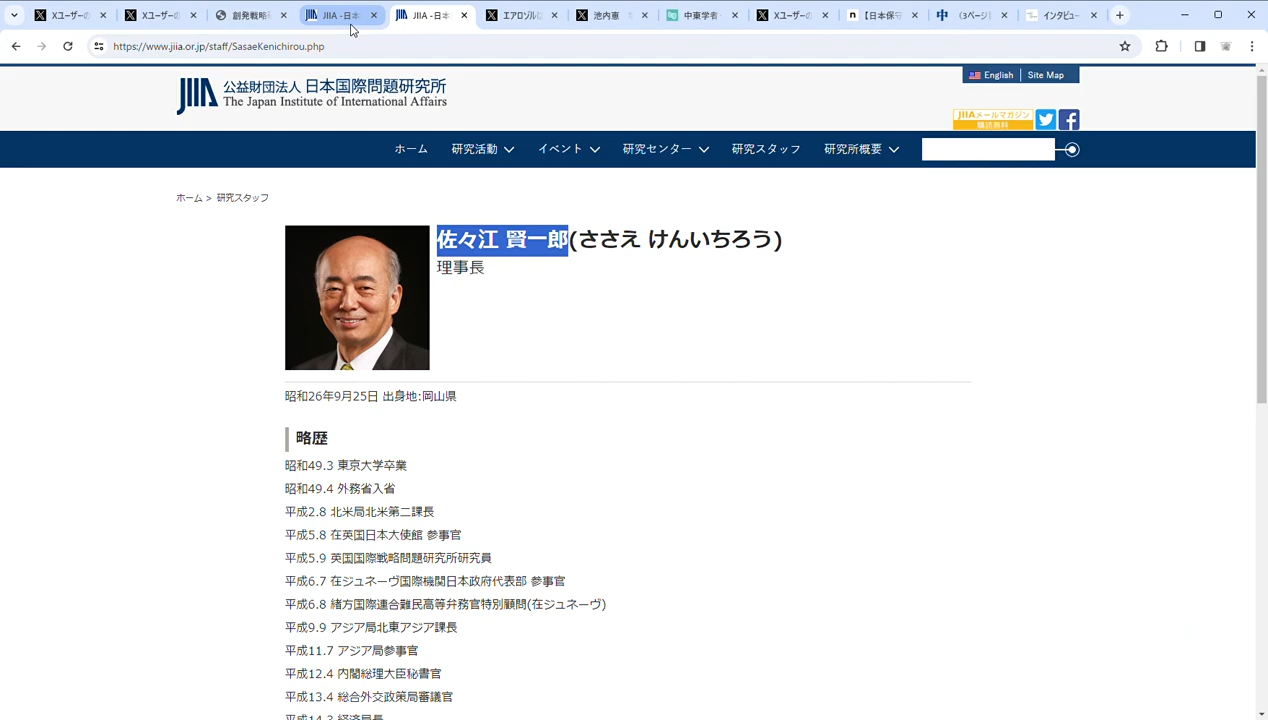 Xユーザーの
Xユーザーの
創発戦略研
JIIA -日本
JIIA -日本
エアロゾル
池内恵
中東学者
Xユーザーの
【日本保守
(3ページ)
インタビュー
https://www.jiia.or.jp/staff/SasaeKenichirou.php
English
Site Map
公益財団法人 日本国際問題研究所
JIIA
The Japan Institute of International Affairs
JIIAメールマガジン
購読無料
ホーム
研究活動
イベント
研究センター
研究スタッフ
研究所概要
ホーム > 研究スタッフ
佐々江 賢一郎(ささえ けんいちろう)
理事長
昭和26年9月25日 出身地:岡山県
略歴
昭和49.3 東京大学卒業
昭和49.4 外務省入省
平成2.8 北米局北米第二課長
平成5.8 在英国日本大使館 参事官
平成5.9 英国国際戦略問題研究所研究員
平成6.7 在ジュネーヴ国際機関日本政府代表部 参事官
平成6.8 緒方国際連合難民高等弁務官特別顧問(在ジュネーヴ)
平成9.9 アジア局北東アジア課長
平成11.7 アジア局参事官
平成12.4 内閣総理大臣秘書官
平成13.4 総合外交政策局審議官
平成14.3 経済局長